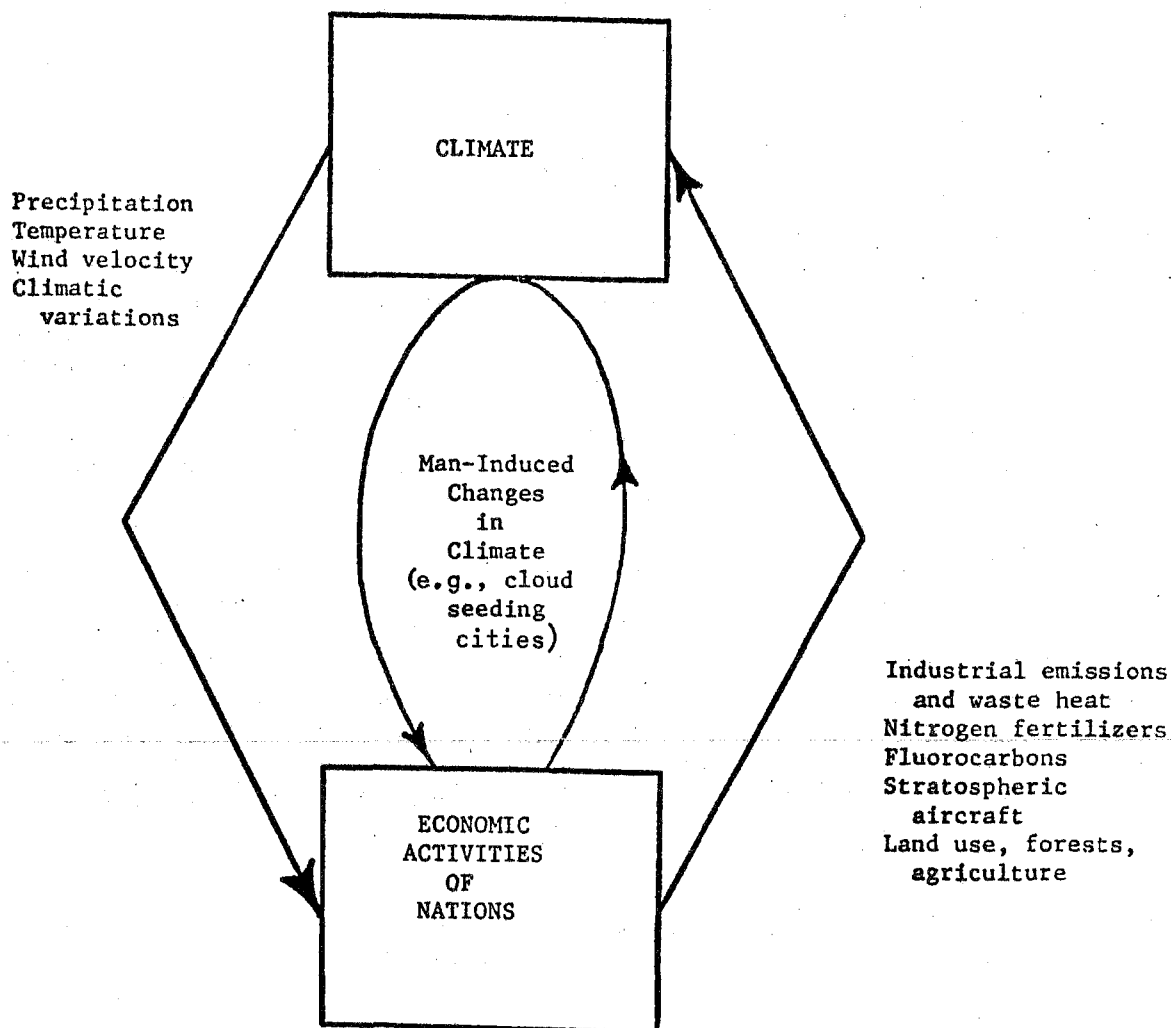 CLIMATE
Precipitation
Temperature
Wind velocity
Climatic
variations
Man-Induced
Changes
in
Climate
(e.g., cloud
seeding
cities)
Industrial emissions
and waste heat
Nitrogen fertilizers
Fluorocarbons
Stratospheric
aircraft
Land use, forests,
agriculture
ECONOMIC
ACTIVITIES
OF
NATIONS